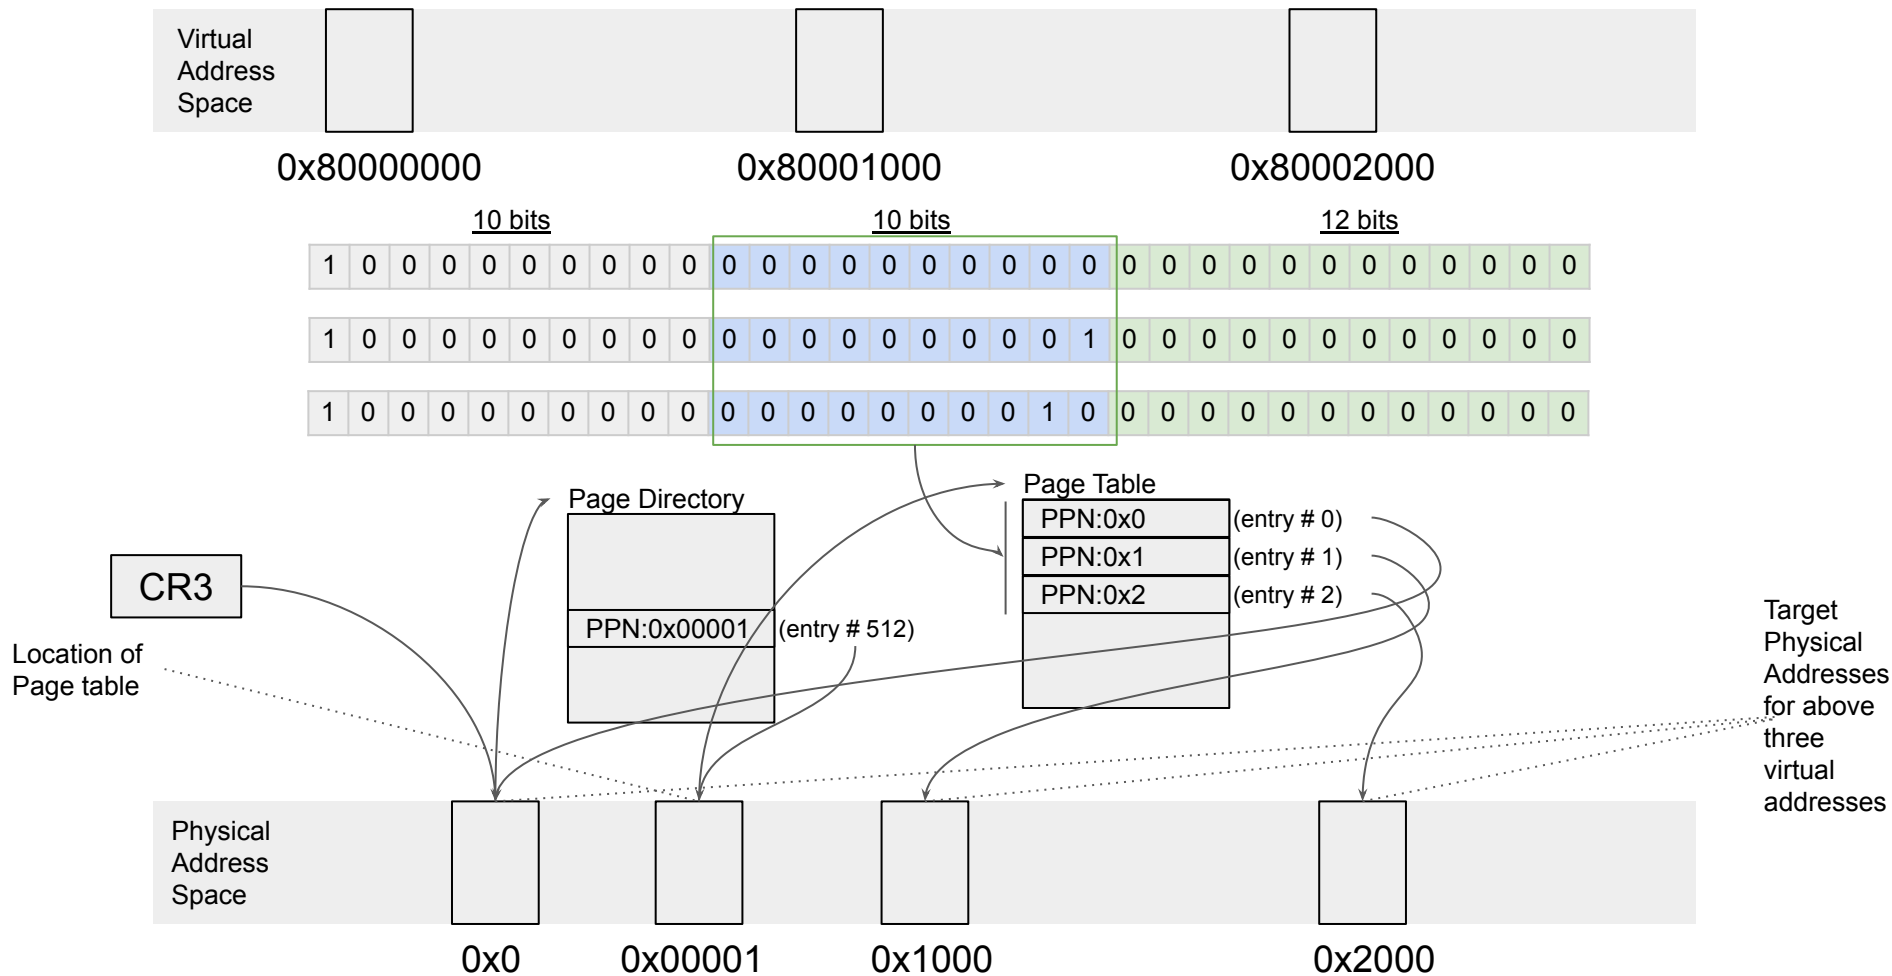 Virtual
Address
Space
0x80000000
0x80001000
0x80002000
10 bits
10 bits
12 bits
1 0 0 0 0 0 0 0 0 0 0 0 0 0 0 0 0 0 0 0 0 0 0 0 0 0 0 0 0 0 0 0
1 0 0 0 0 0 0 0 0 0 0 0 0 0 0 0 0 0 0 1 0 0 0 0 0 0 0 0 0 0 0 0
1 0 0 0 0 0 0 0 0 0 0 0 0 0 0 0 0 0 1 0 0 0 0 0 0 0 0 0 0 0 0 0
Page Directory
PPN:0x00001
(entry # 512)
Page Table
PPN:0x0
(entry # 0)
PPN:0x1
(entry # 1)
PPN:0x2
(entry # 2)
CR3
Location of
Page table
Target
Physical
Addresses
for above
three
virtual
addresses
Physical
Address
Space
0x0
0x00001
0x1000
0x2000